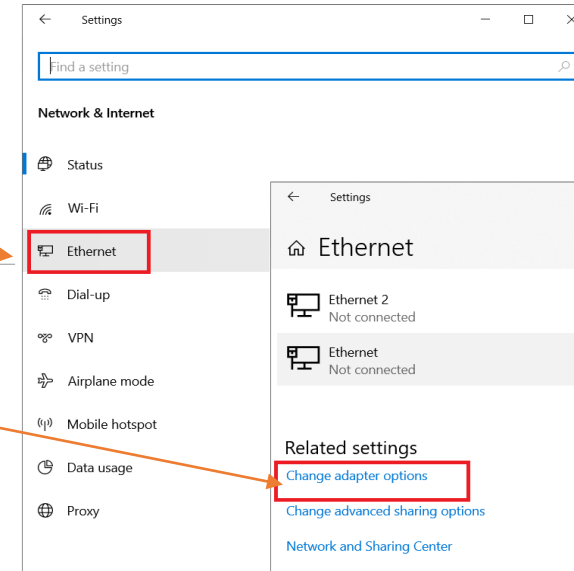 Settings
Find a setting
Network & Internet
Status
Wi-Fi
Ethernet
Dial-up
VPN
Airplane mode
Mobile hotspot
Data usage
Proxy
Settings
Ethernet
Ethernet 2
Not connected
Ethernet
Not connected
Related settings
Change adapter options
Change advanced sharing options
Network and Sharing Center